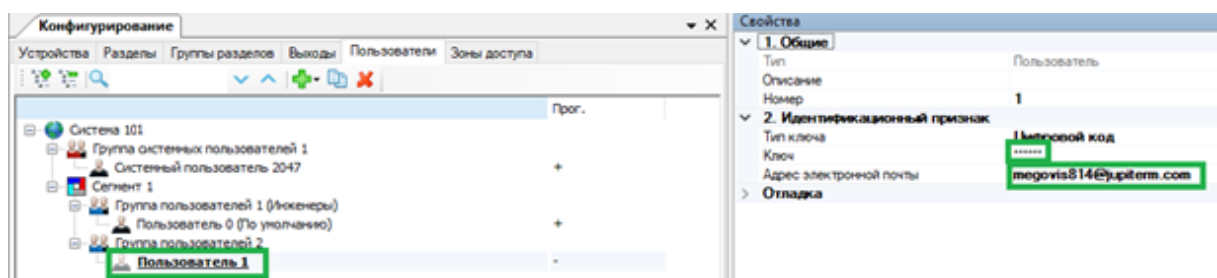 Конфигурирование
Устройства Разделы Группы разделов Выходы Пользователи Зоны доступа
Прог.
Система 101
Группа системных пользователей 1
Системный пользователь 2047 +
Сегмент 1
Группа пользователей 1 (Инженеры)
Пользователь 0 (По умолчанию) +
Группа пользователей 2
Пользователь 1 -
Свойства
1. Общие
Тип Пользователь
Описание
Номер 1
2. Идентификационный признак
Тип ключа Цифровой код
Ключ ••••••
Адрес электронной почты megovis814@jupiterm.com
Отладка